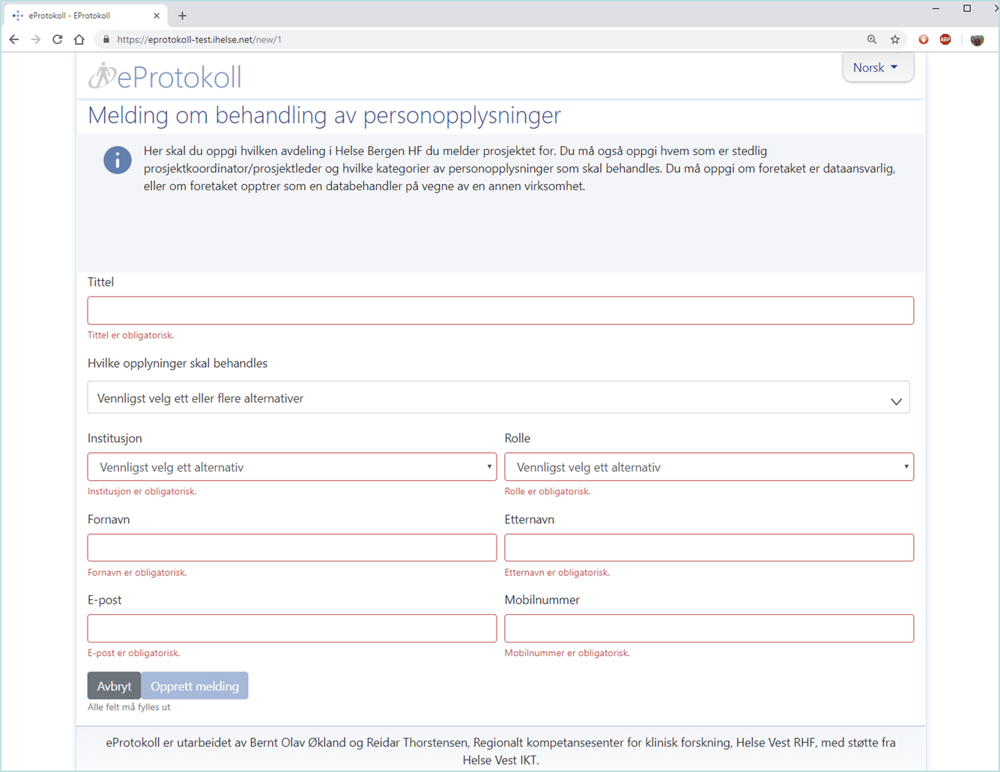 eProtokoll - EProtokoll
https://eprotokoll-test.ihelse.net/new/1
ABP
eProtokoll
Norsk
Melding om behandling av personopplysninger
Her skal du oppgi hvilken avdeling i Helse Bergen HF du melder prosjektet for. Du må også oppgi hvem som er stedlig
prosjektkoordinator/prosjektleder og hvilke kategorier av personopplysninger som skal behandles. Du må oppgi om foretaket er dataansvarlig,
eller om foretaket opptrer som en databehandler på vegne av en annen virksomhet.
Tittel
Tittel er obligatorisk.
Hvilke opplyninger skal behandles
Vennligst velg ett eller flere alternativer
Institusjon
Rolle
Vennligst velg ett alternativ
Vennligst velg ett alternativ
Institusjon er obligatorisk.
Rolle er obligatorisk.
Fornavn
Etternavn
Fornavn er obligatorisk.
Etternavn er obligatorisk.
E-post
Mobilnummer
E-post er obligatorisk.
Mobilnummer er obligatorisk.
Avbryt
Opprett melding
Alle felt må fylles ut
eProtokoll er utarbeidet av Bernt Olav Økland og Reidar Thorstensen, Regionalt kompetansesenter for klinisk forskning, Helse Vest RHF, med støtte fra
Helse Vest IKT.